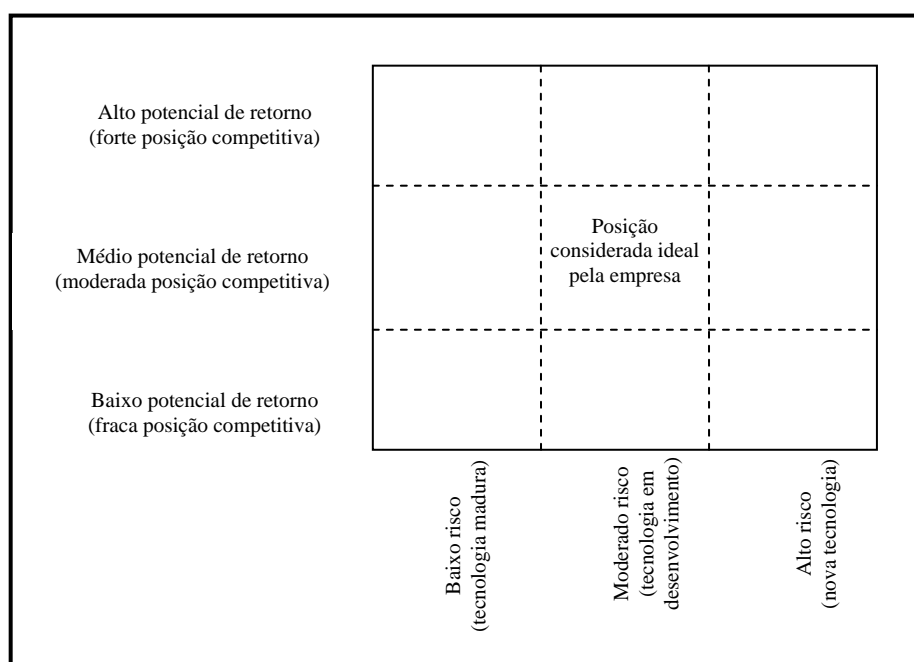 Alto potencial de retorno
(forte posição competitiva)
Médio potencial de retorno
(moderada posição competitiva)
Posição
considerada ideal
pela empresa
Baixo potencial de retorno
(fraca posição competitiva)
Baixo risco
(tecnologia madura)
Moderado risco
(tecnologia em
desenvolvimento)
Alto risco
(nova tecnologia)